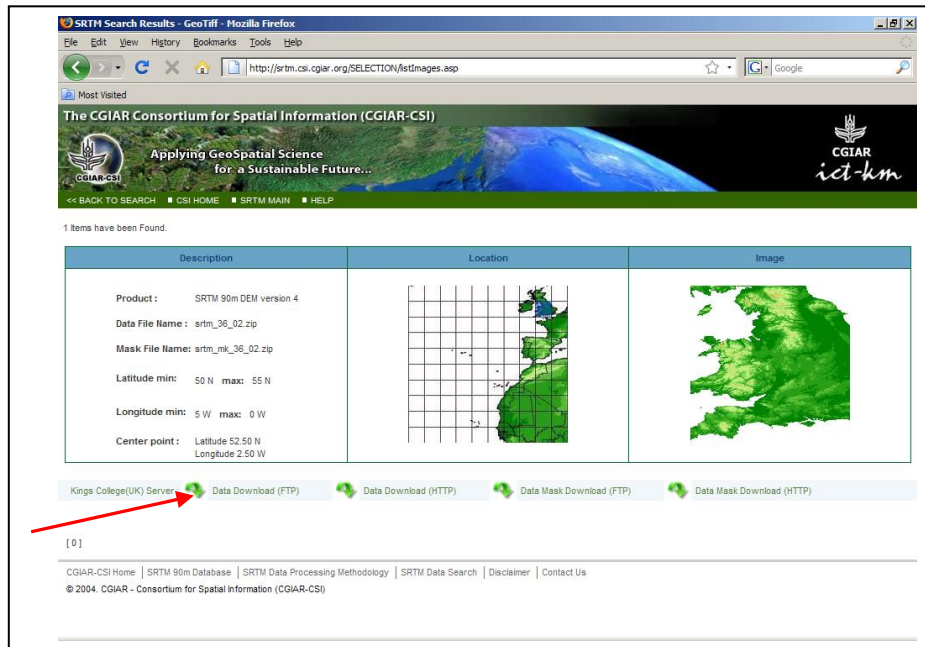 SRTM Search Results - GeoTiff - Mozilla Firefox
File Edit View History Bookmarks Tools Help
http://srtm.csi.cgiar.org/SELECTION/listImages.asp
G Google
Most Visited
The CGIAR Consortium for Spatial Information (CGIAR-CSI)
Applying GeoSpatial Science
for a Sustainable Future...
CGIAR-CSI
CGIAR
ict-km
<< BACK TO SEARCH CSI HOME SRTM MAIN HELP
1 Items have been Found.
Description Location Image
Product : SRTM 90m DEM version 4
Data File Name : srtm_36_02.zip
Mask File Name: srtm_mk_36_02.zip
Latitude min: 50 N max: 55 N
Longitude min: 5 W max: 0 W
Center point : Latitude 52.50 N
Longitude 2.50 W
Kings College(UK) Server Data Download (FTP) Data Download (HTTP) Data Mask Download (FTP) Data Mask Download (HTTP)
[ 0 ]
CGIAR-CSI Home | SRTM 90m Database | SRTM Data Processing Methodology | SRTM Data Search | Disclaimer | Contact Us
© 2004. CGIAR - Consortium for Spatial Information (CGIAR-CSI)